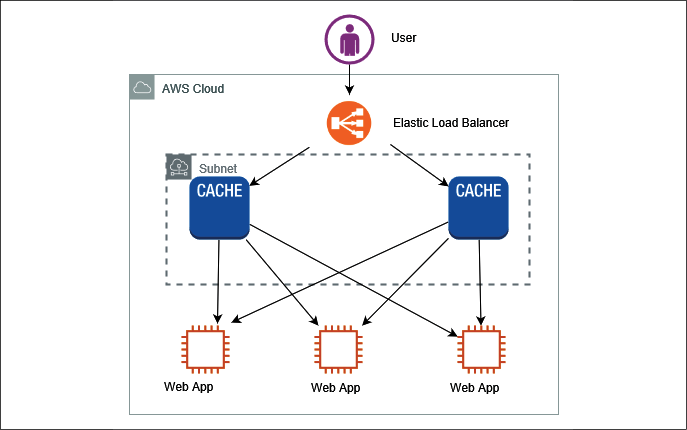 User
AWS Cloud
Elastic Load Balancer
Subnet
CACHE
CACHE
Web App
Web App
Web App